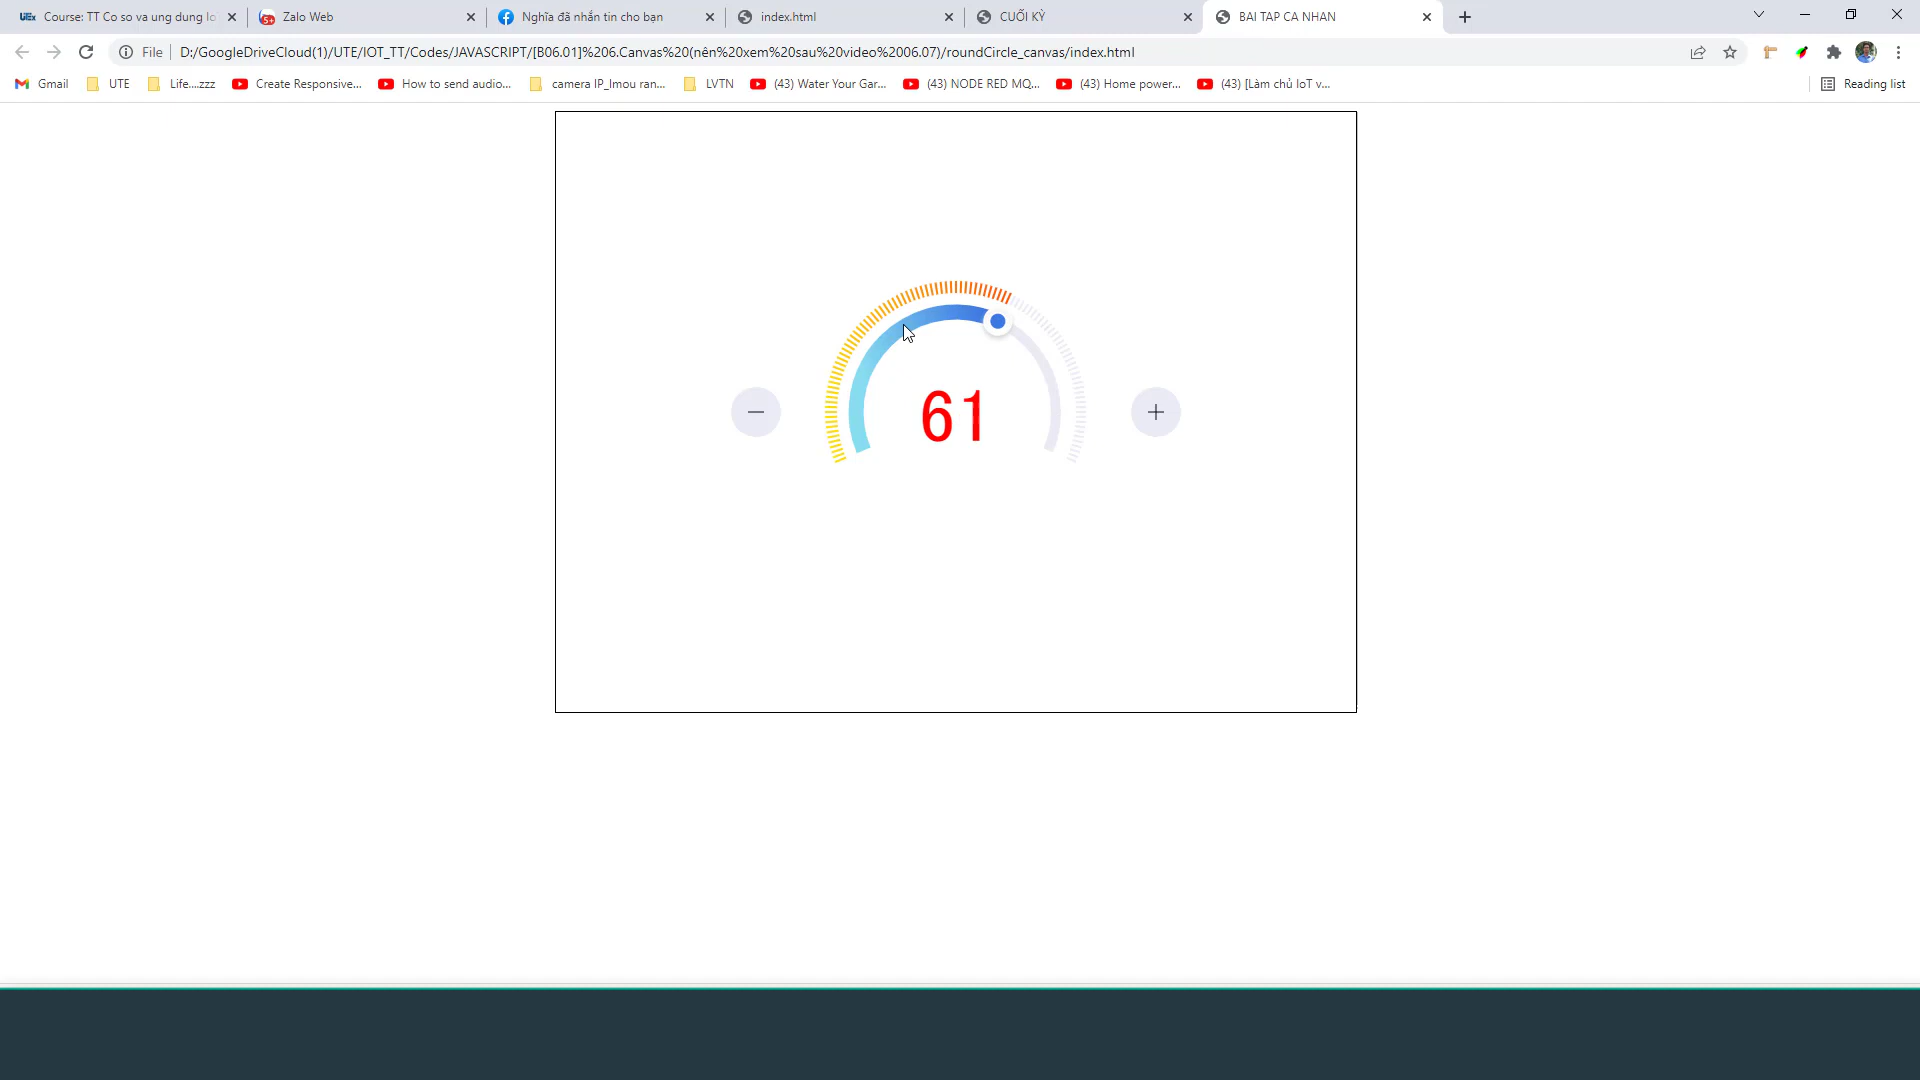 Course: TT Co so va ung dung Io
Zalo Web
Nghĩa đã nhắn tin cho bạn
index.html
CUỐI KỲ
BAI TAP CA NHAN
File
D:/GoogleDriveCloud(1)/UTE/IOT_TT/Codes/JAVASCRIPT/[B06.01]%206.Canvas%20(nên%20xem%20sau%20video%2006.07)/roundCircle_canvas/index.html
Gmail
UTE
Life....zzz
Create Responsive...
How to send audio...
camera IP_Imou ran...
LVTN
(43) Water Your Gar...
(43) NODE RED MQ...
(43) Home power...
(43) [Làm chủ IoT v...
Reading list
61